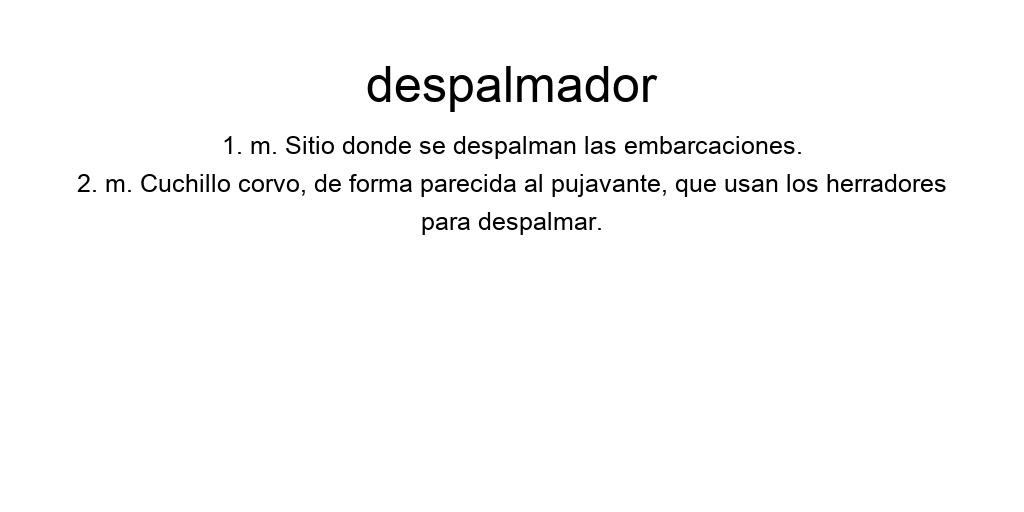 despalmador
1. m. Sitio donde se despalman las embarcaciones.
2. m. Cuchillo corvo, de forma parecida al pujavante, que usan los herradores
para despalmar.